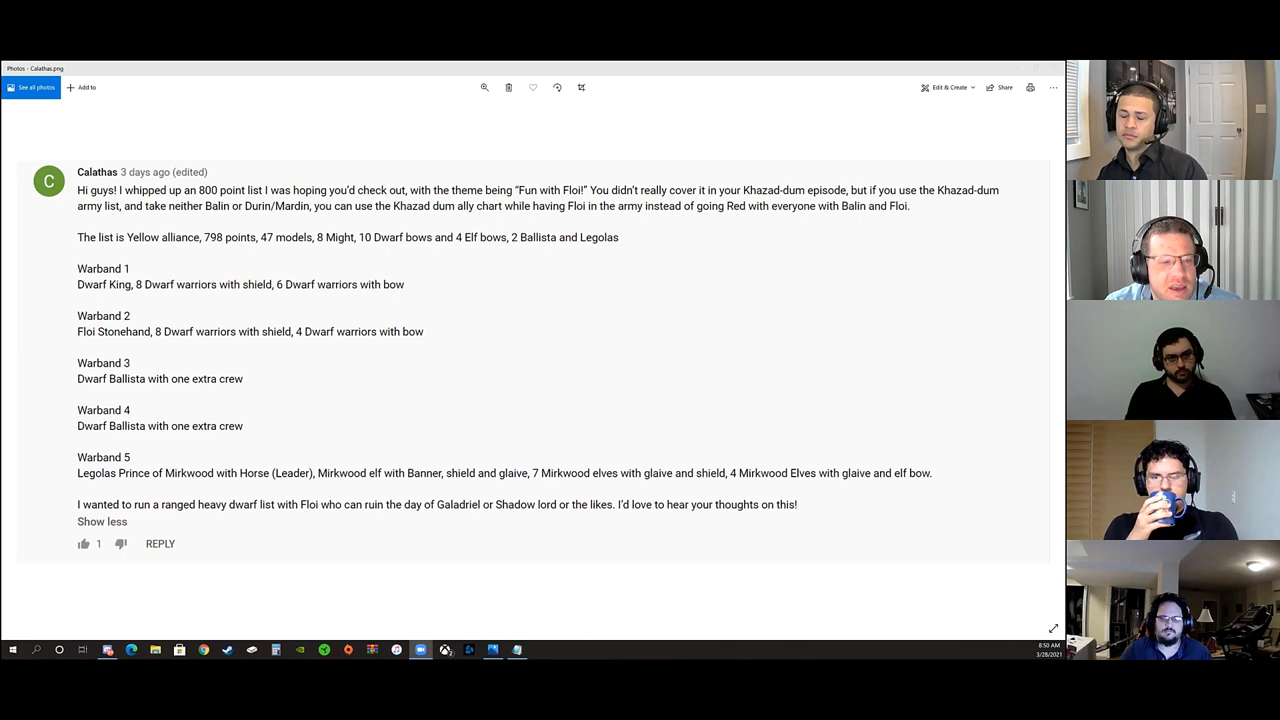 Photos - Calathas.png
See all photos
Add to
Edit & Create
Share
C
Calathas 3 days ago (edited)
Hi guys! I whipped up an 800 point list I was hoping you'd check out, with the theme being “Fun with Floi!” You didn't really cover it in your Khazad-dum episode, but if you use the Khazad-dum
army list, and take neither Balin or Durin/Mardin, you can use the Khazad dum ally chart while having Floi in the army instead of going Red with everyone with Balin and Floi.
The list is Yellow alliance, 798 points, 47 models, 8 Might, 10 Dwarf bows and 4 Elf bows, 2 Ballista and Legolas
Warband 1
Dwarf King, 8 Dwarf warriors with shield, 6 Dwarf warriors with bow
Warband 2
Floi Stonehand, 8 Dwarf warriors with shield, 4 Dwarf warriors with bow
Warband 3
Dwarf Ballista with one extra crew
Warband 4
Dwarf Ballista with one extra crew
Warband 5
Legolas Prince of Mirkwood with Horse (Leader), Mirkwood elf with Banner, shield and glaive, 7 Mirkwood elves with glaive and shield, 4 Mirkwood Elves with glaive and elf bow.
I wanted to run a ranged heavy dwarf list with Floi who can ruin the day of Galadriel or Shadow lord or the likes. I'd love to hear your thoughts on this!
Show less
1
REPLY
8:50 AM
3/28/2021